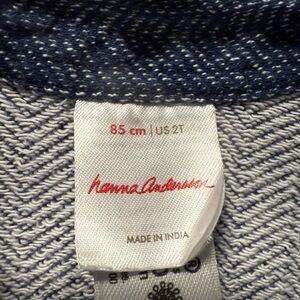 85 cm | US 2T
hanna andersson
MADE IN INDIA